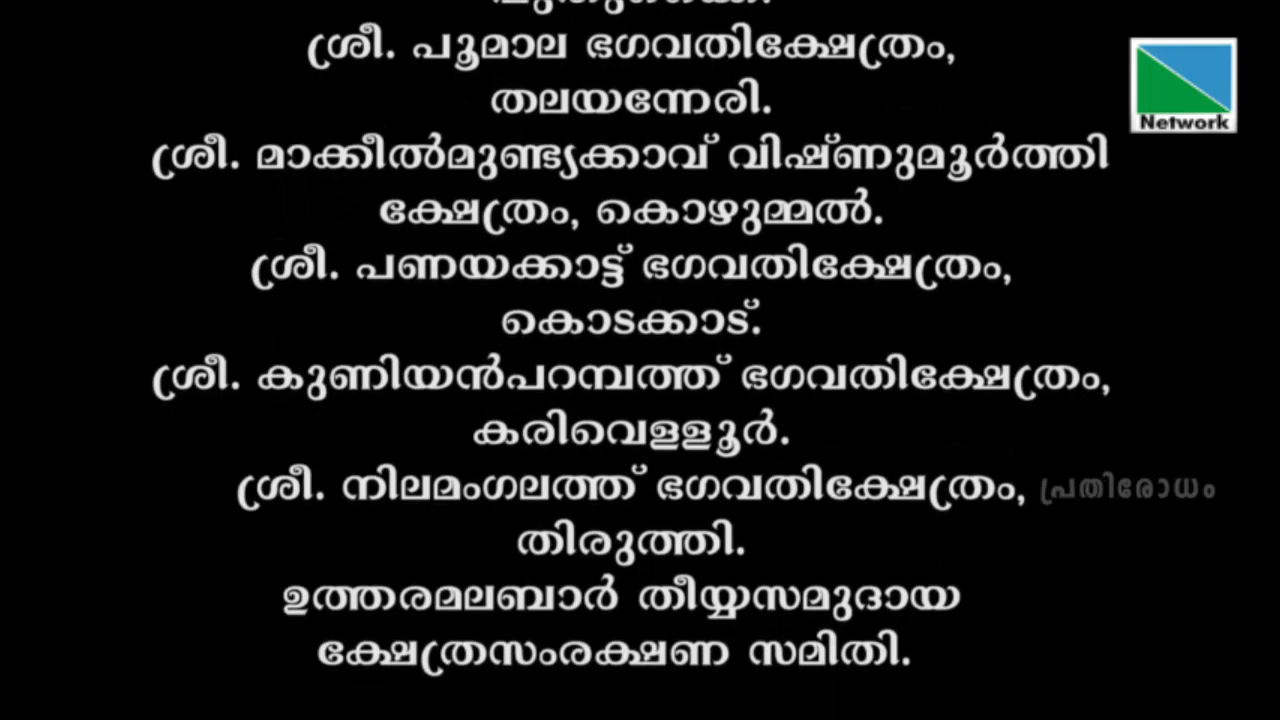 ശ്രീ. പൂമാല ഭഗവതിക്ഷേത്രം,
Network
തലയന്നേരി.
ശ്രീ. മാക്കീൽമുണ്ട്യക്കാവ് വിഷ്ണുമൂർത്തി
ക്ഷേത്രം, കൊഴുമ്മൽ.
ശ്രീ. പണയക്കാട്ട് ഭഗവതിക്ഷേത്രം,
കൊടക്കാട്.
ശ്രീ. കുണിയൻപറമ്പത്ത് ഭഗവതിക്ഷേത്രം,
കരിവെള്ളൂർ.
ശ്രീ. നിലമംഗലത്ത് ഭഗവതിക്ഷേത്രം, പ്രതിരോധം
തിരുത്തി.
ഉത്തരമലബാർ തീയ്യസമുദായ
ക്ഷേത്രസംരക്ഷണ സമിതി.